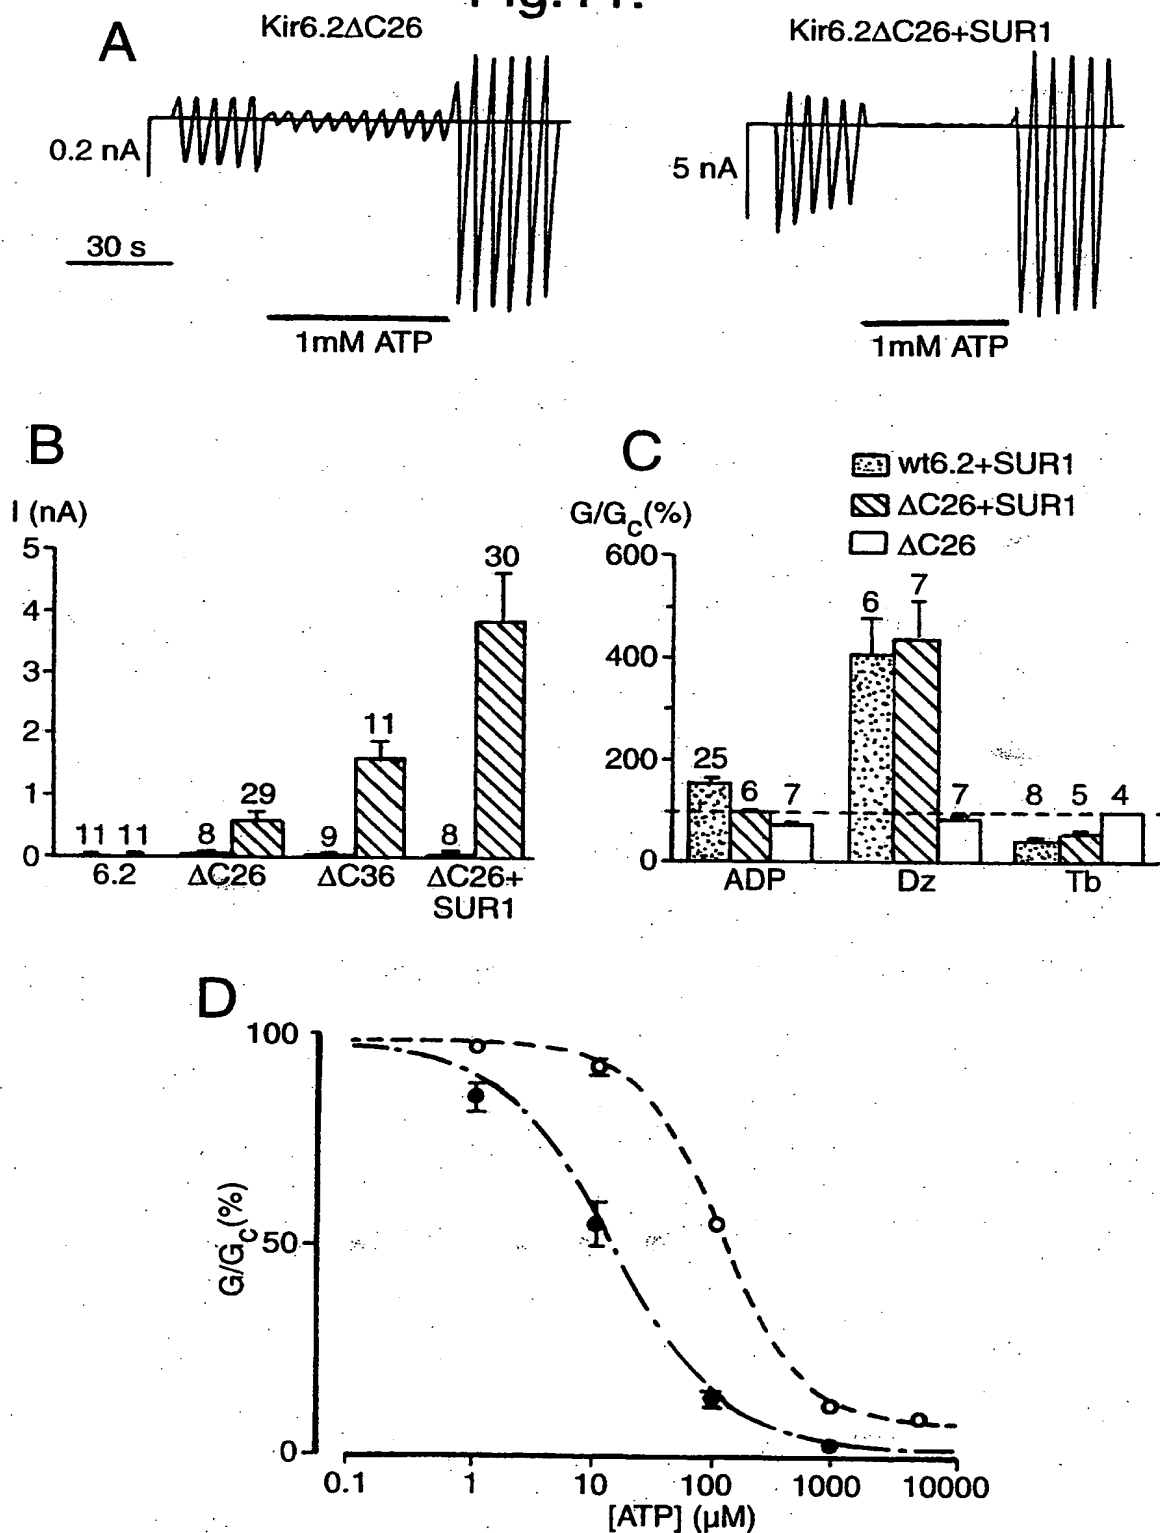 Fig. 11.
A
Kir6.2ΔC26
Kir6.2ΔC26+SUR1
0.2 nA
5 nA
30 s
1mM ATP
1mM ATP
B
I (nA)
5
4
3
2
1
0
11 11
8
29
9
11
8
30
6.2
ΔC26
ΔC36
ΔC26+
SUR1
C
wt6.2+SUR1
ΔC26+SUR1
ΔC26
G/GC(%)
600
400
200
0
25
6
7
6
7
7
8
5
4
ADP
Dz
Tb
D
G/GC(%)
100
50
0
0.1
1
10
100
1000
10000
[ATP] (μM)